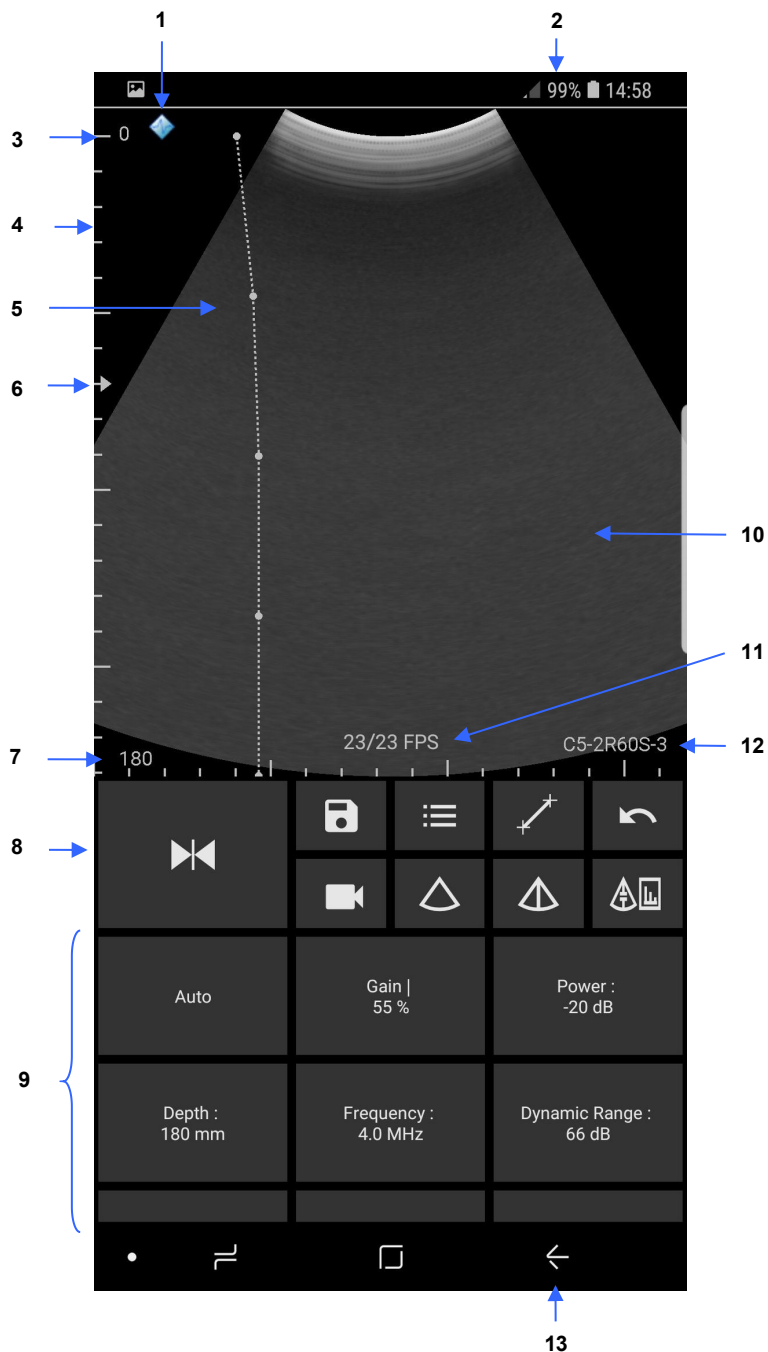 1
2
99% 14:58
3
0
4
5
6
10
11
23/23 FPS
C5-2R60S-3
12
7
180
8
Auto
Gain |
55 %
Power :
-20 dB
9
Depth :
180 mm
Frequency :
4.0 MHz
Dynamic Range :
66 dB
13